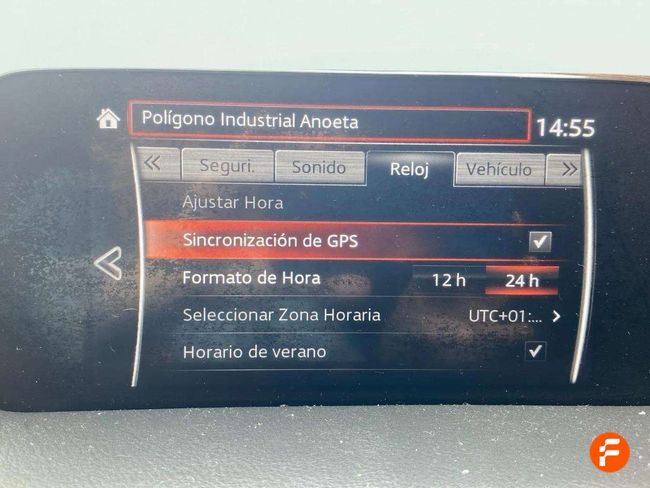 Polígono Industrial Anoeta
14:55
« Seguri. Sonido Reloj Vehículo »
Ajustar Hora
Sincronización de GPS
Formato de Hora 12 h 24 h
Seleccionar Zona Horaria UTC+01:... >
Horario de verano